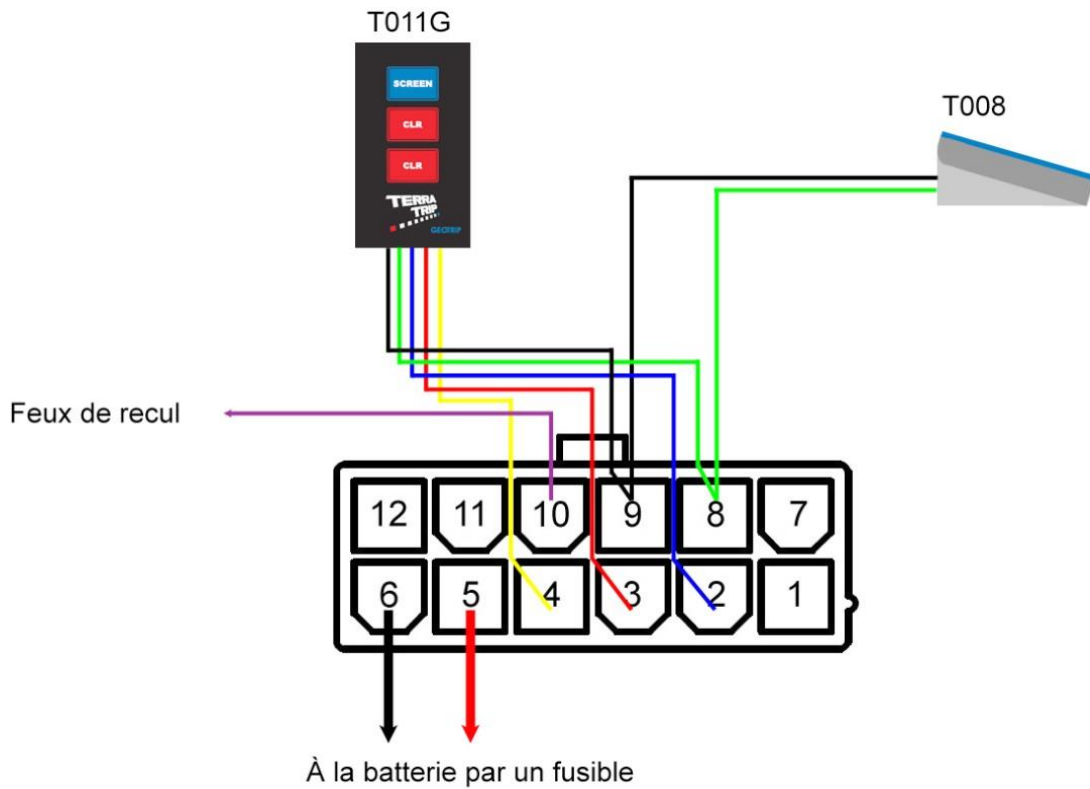 T011G
SCREEN
CLR
CLR
TERRA
TRIP
GEOTRIP
T008
Feux de recul
12 11 10 9 8 7
6 5 4 3 2 1
À la batterie par un fusible